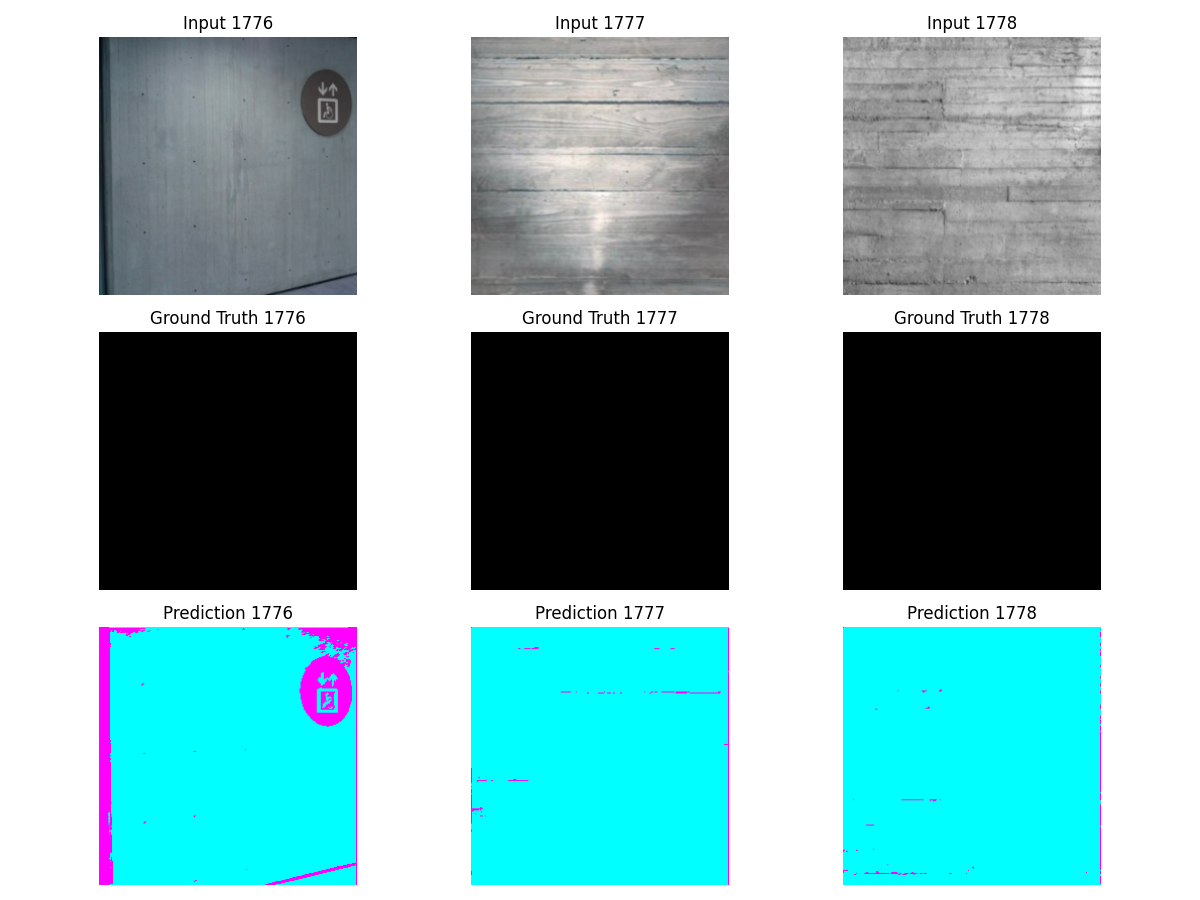 Input 1776
Input 1777
Input 1778
Ground Truth 1776
Ground Truth 1777
Ground Truth 1778
Prediction 1776
Prediction 1777
Prediction 1778